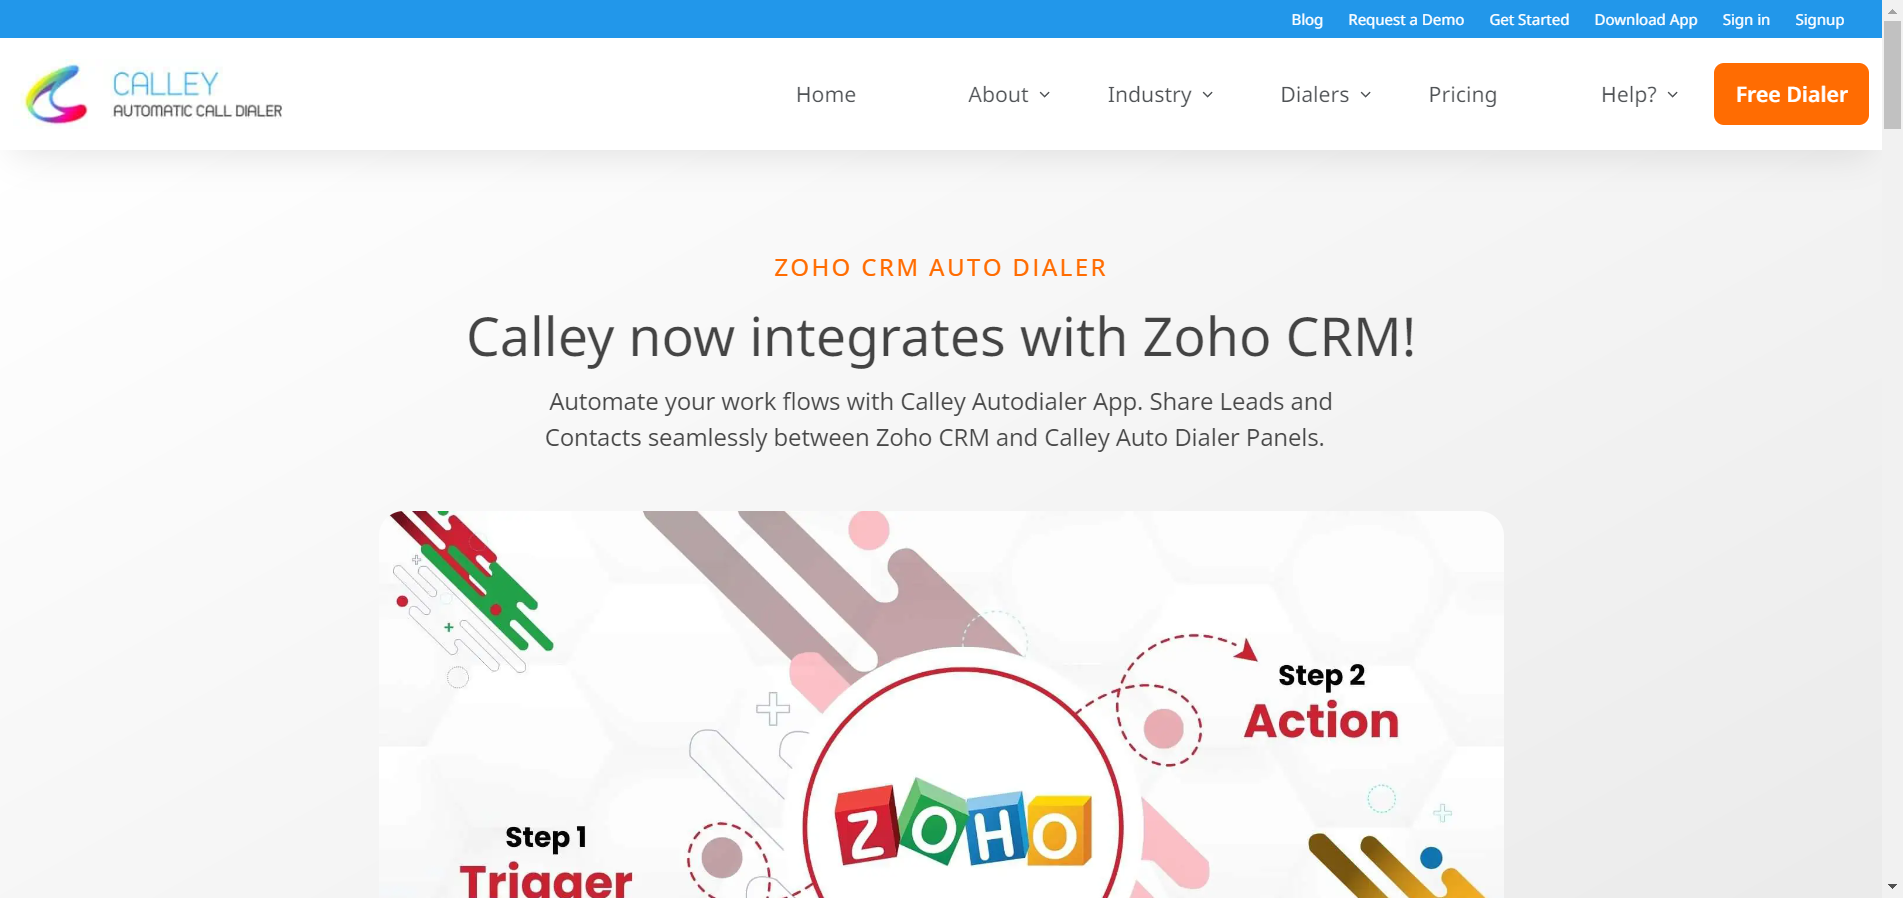 Blog Request a Demo Get Started Download App Sign in Signup
CALLEY
AUTOMATIC CALL DIALER
Home About Industry Dialers Pricing Help? Free Dialer
ZOHO CRM AUTO DIALER
Calley now integrates with Zoho CRM!
Automate your work flows with Calley Autodialer App. Share Leads and
Contacts seamlessly between Zoho CRM and Calley Auto Dialer Panels.
Step 2
Action
ZOHO
Step 1
Trigger